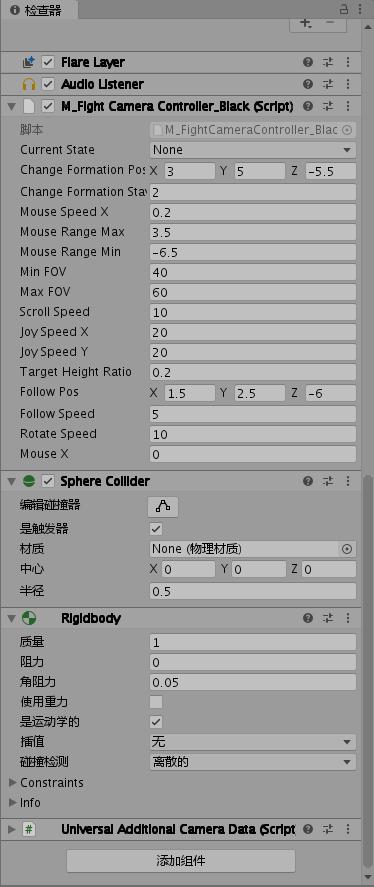 检查器
Flare Layer
Audio Listener
M_Fight Camera Controller_Black (Script)
脚本 M_FightCameraController_Blac
Current State None
Change Formation Pos X 3 Y 5 Z -5.5
Change Formation Stay 2
Mouse Speed X 0.2
Mouse Range Max 3.5
Mouse Range Min -6.5
Min FOV 40
Max FOV 60
Scroll Speed 10
Joy Speed X 20
Joy Speed Y 20
Target Height Ratio 0.2
Follow Pos X 1.5 Y 2.5 Z -6
Follow Speed 5
Rotate Speed 10
Mouse X 0
Sphere Collider
编辑碰撞器
是触发器
材质 None (物理材质)
中心 X 0 Y 0 Z 0
半径 0.5
Rigidbody
质量 1
阻力 0
角阻力 0.05
使用重力
是运动学的
插值 无
碰撞检测 离散的
Constraints
Info
# Universal Additional Camera Data (Script
添加组件